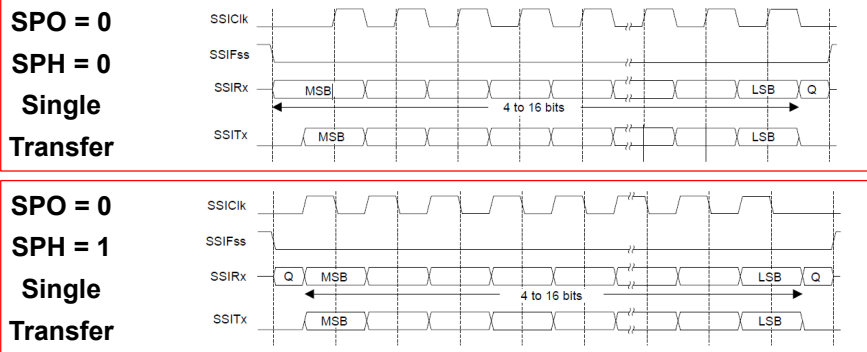 SPO = 0
SPH = 0
Single
Transfer
SSIClk
SSIFss
SSIRx MSB LSB Q
4 to 16 bits
SSITx MSB LSB
SPO = 0
SPH = 1
Single
Transfer
SSIClk
SSIFss
SSIRx Q MSB LSB Q
4 to 16 bits
SSITx MSB LSB